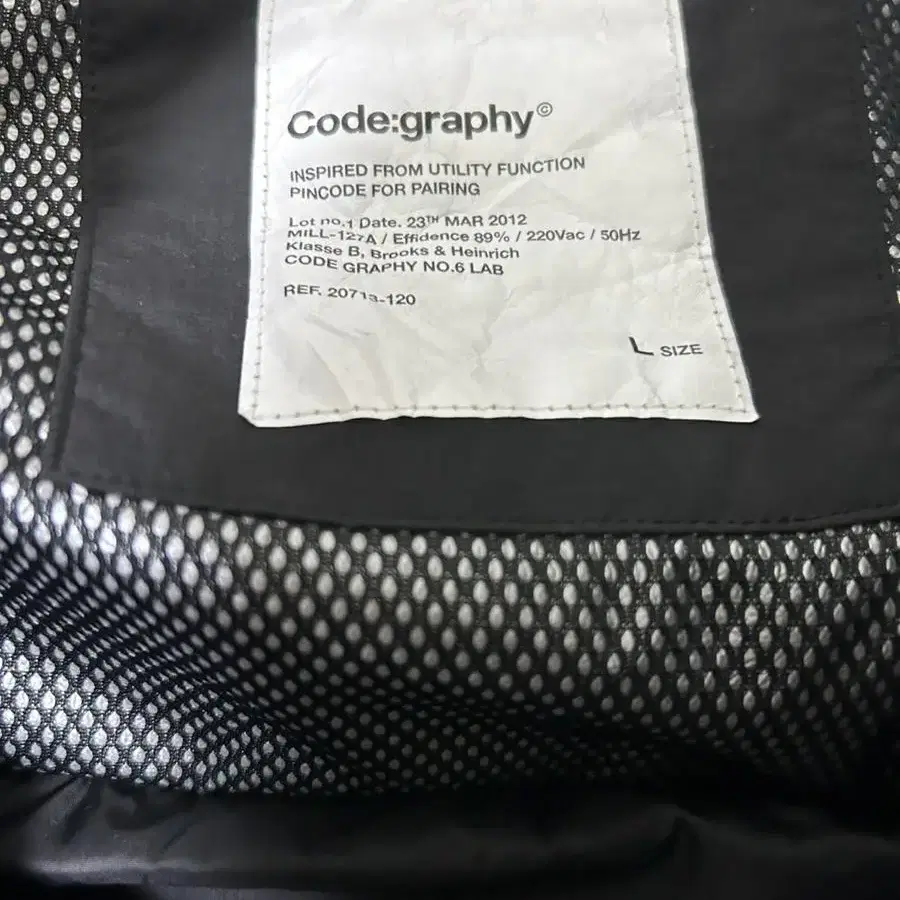 Code:graphy©
INSPIRED FROM UTILITY FUNCTION
PINCODE FOR PAIRING
Lot no.1 Date. 23TH MAR 2012
MILL-127A / Effidence 89% / 220Vac / 50Hz
Klasse B, Brooks & Heinrich
CODE GRAPHY NO.6 LAB
REF. 20713-120
L SIZE